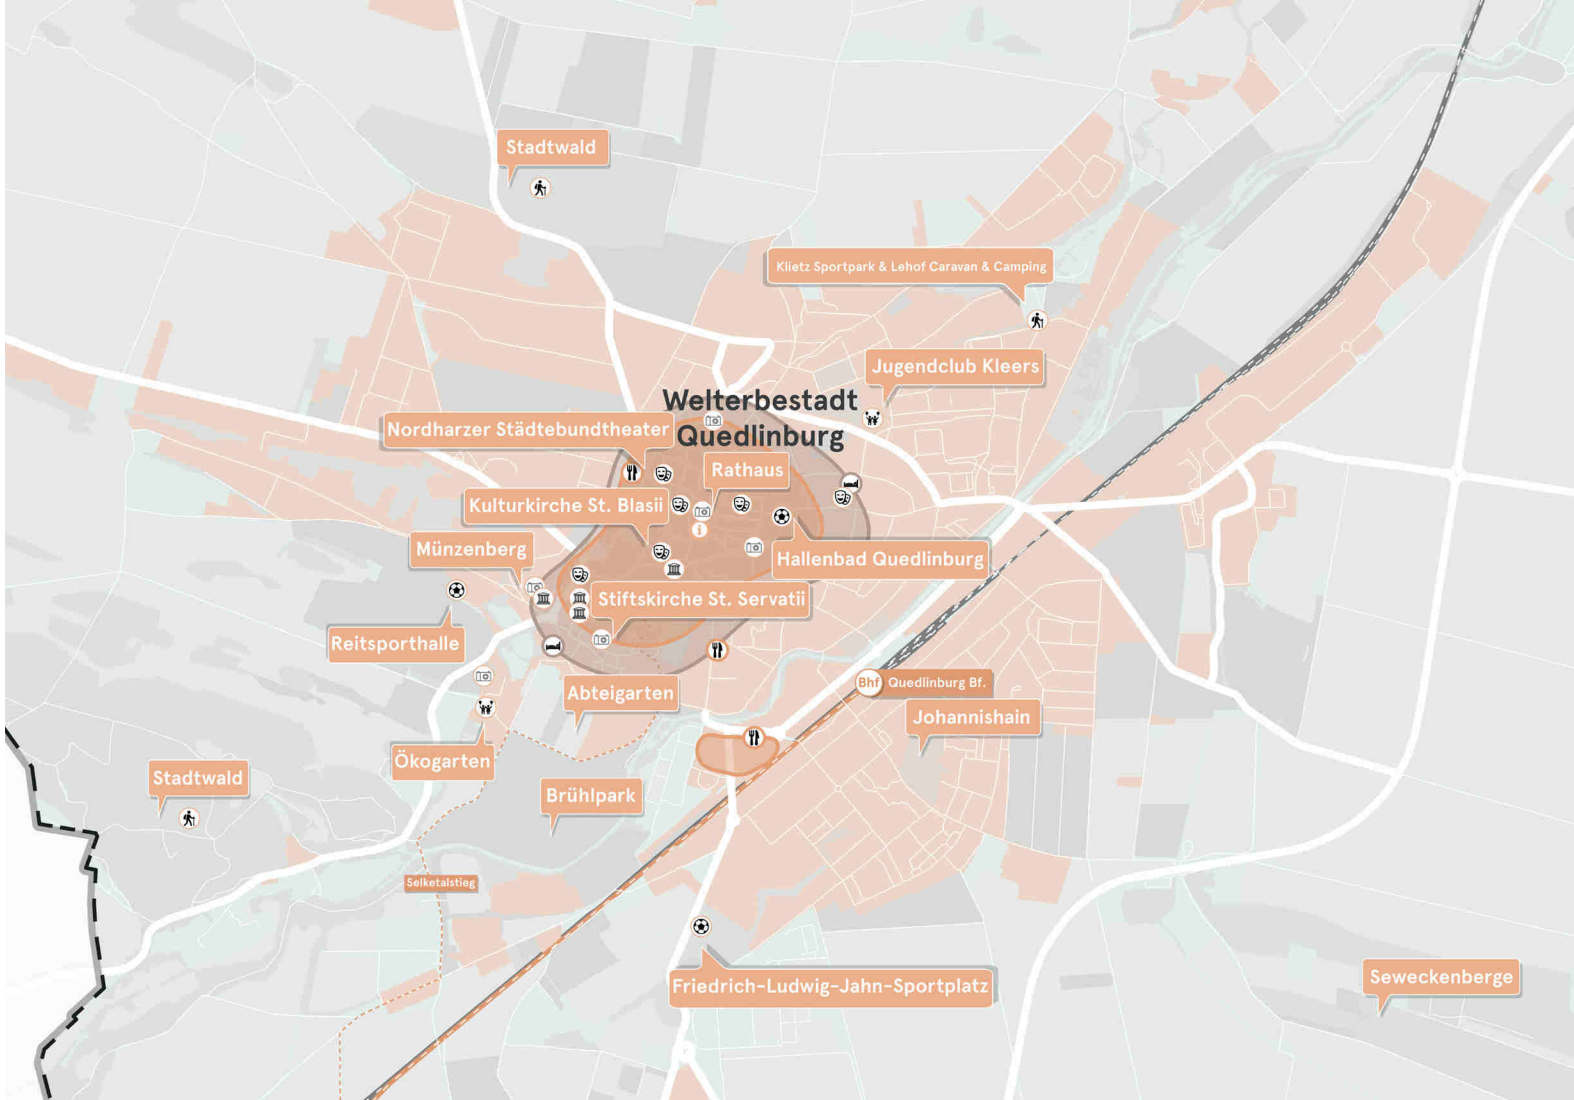 Stadtwald
Klietz Sportpark & Lehof Caravan & Camping
Jugendclub Kleers
Welterbestadt
Quedlinburg
Nordharzer Städtebundtheater
Rathaus
Kulturkirche St. Blasii
Münzenberg
Hallenbad Quedlinburg
i
Stiftskirche St. Servatii
Reitsporthalle
Abteigarten
Bhf
Quedlinburg Bf.
Johannishain
Ökogarten
Stadtwald
Brühlpark
Selketalstieg
Friedrich-Ludwig-Jahn-Sportplatz
Seweckenberge